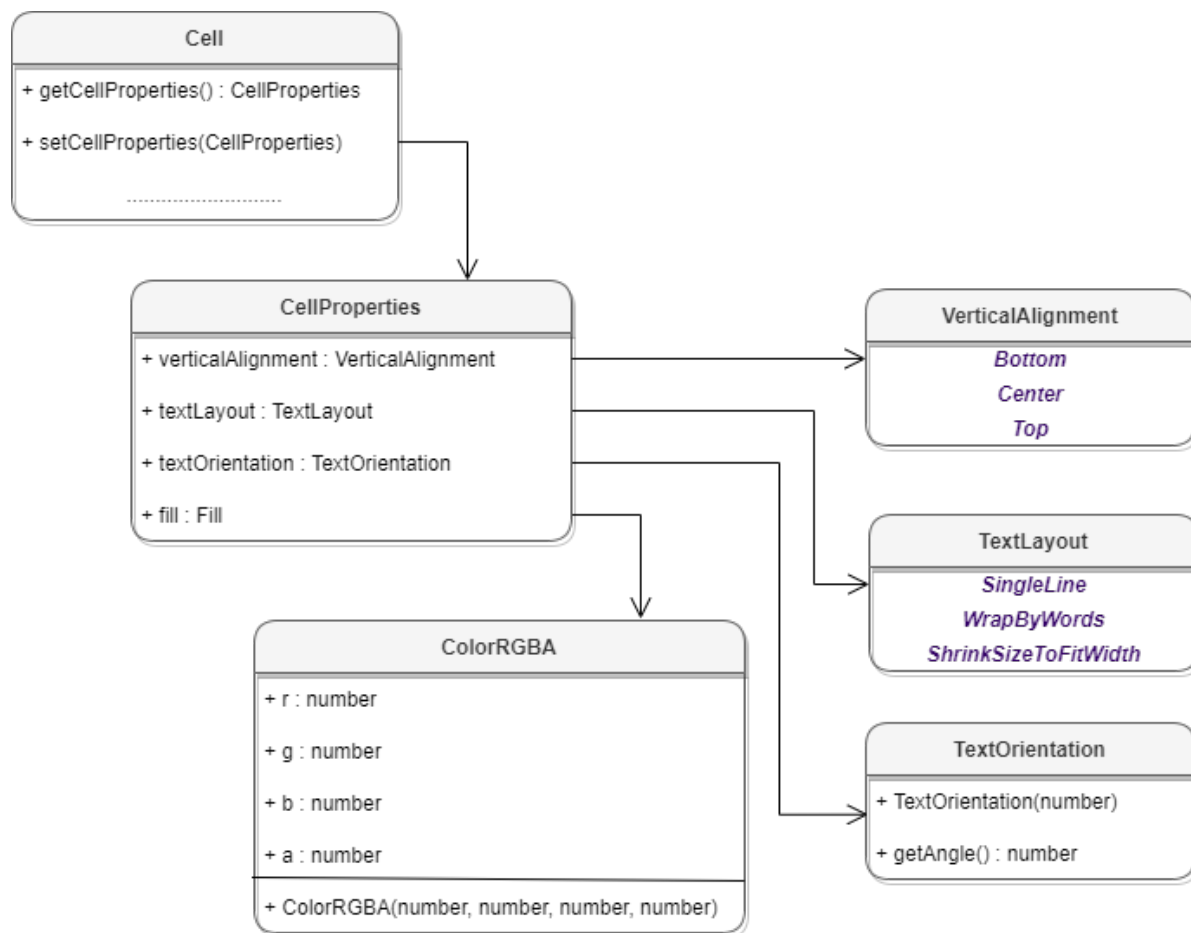 Cell
+ getCellProperties() : CellProperties
+ setCellProperties(CellProperties)
...........................
CellProperties
+ verticalAlignment : VerticalAlignment
+ textLayout : TextLayout
+ textOrientation : TextOrientation
+ fill : Fill
VerticalAlignment
Bottom
Center
Top
TextLayout
SingleLine
WrapByWords
ShrinkSizeToFitWidth
ColorRGBA
+ r : number
+ g : number
+ b : number
+ a : number
+ ColorRGBA(number, number, number, number)
TextOrientation
+ TextOrientation(number)
+ getAngle() : number